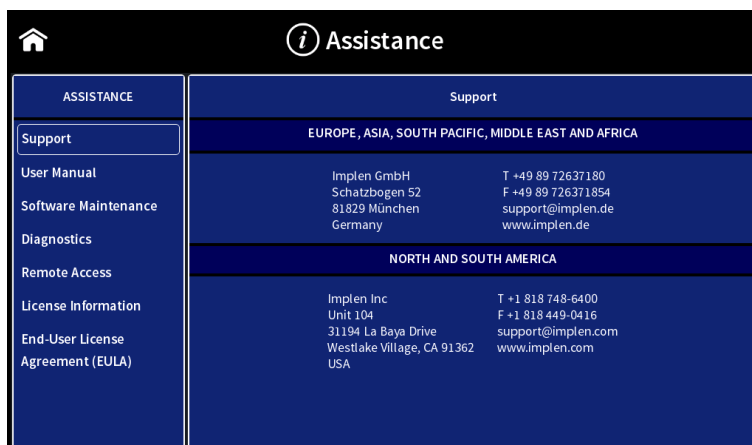 Assistance
ASSISTANCE
Support
User Manual
Software Maintenance
Diagnostics
Remote Access
License Information
End-User License
Agreement (EULA)
Support
EUROPE, ASIA, SOUTH PACIFIC, MIDDLE EAST AND AFRICA
Implen GmbH T +49 89 72637180
Schatzbogen 52 F +49 89 726371854
81829 München support@implen.de
Germany www.implen.de
NORTH AND SOUTH AMERICA
Implen Inc T +1 818 748-6400
Unit 104 F +1 818 449-0416
31194 La Baya Drive support@implen.com
Westlake Village, CA 91362 www.implen.com
USA